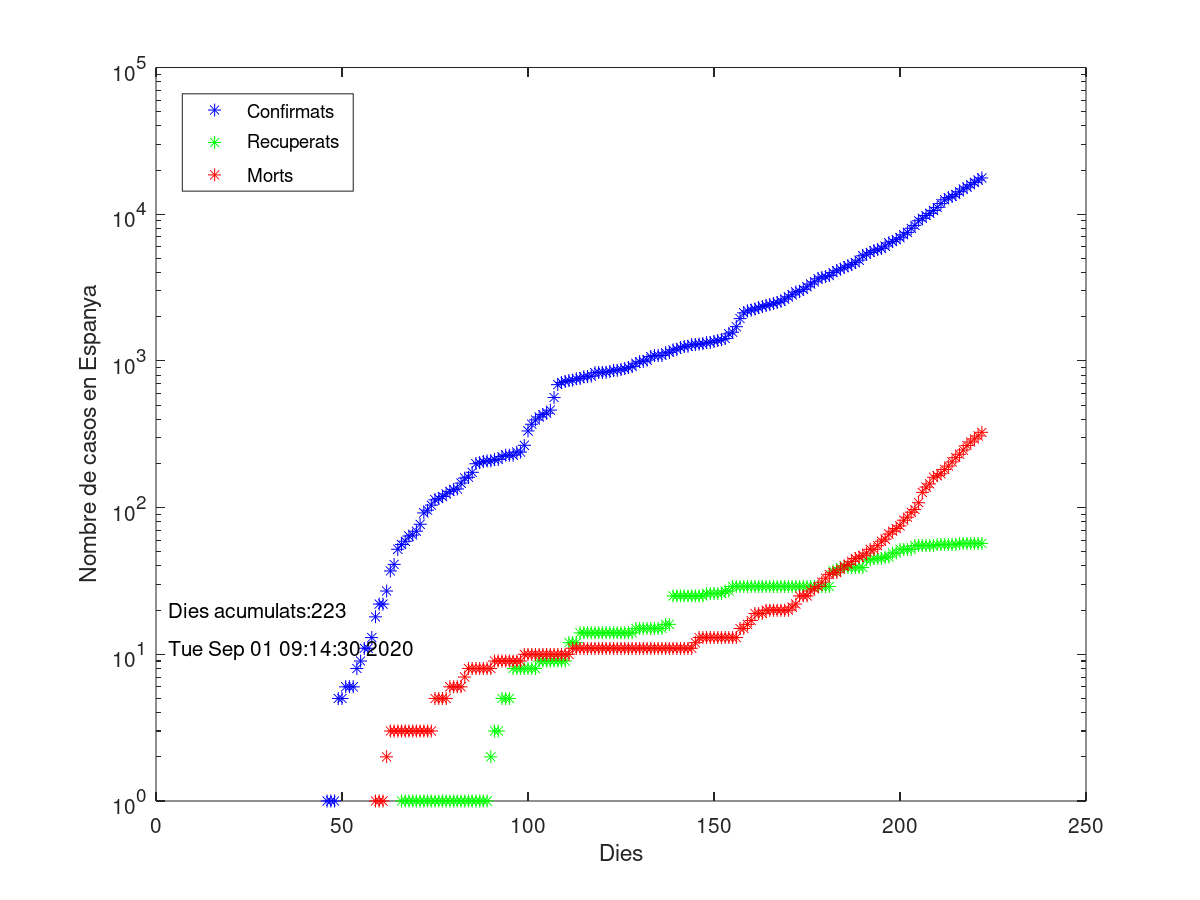 10^5
Confirmats
Recuperats
Morts
10^4
10^3
10^2
10^1
10^0
Nombre de casos en Espanya
Dies acumulats:223
Tue Sep 01 09:14:30 2020
0 50 100 150 200 250
Dies